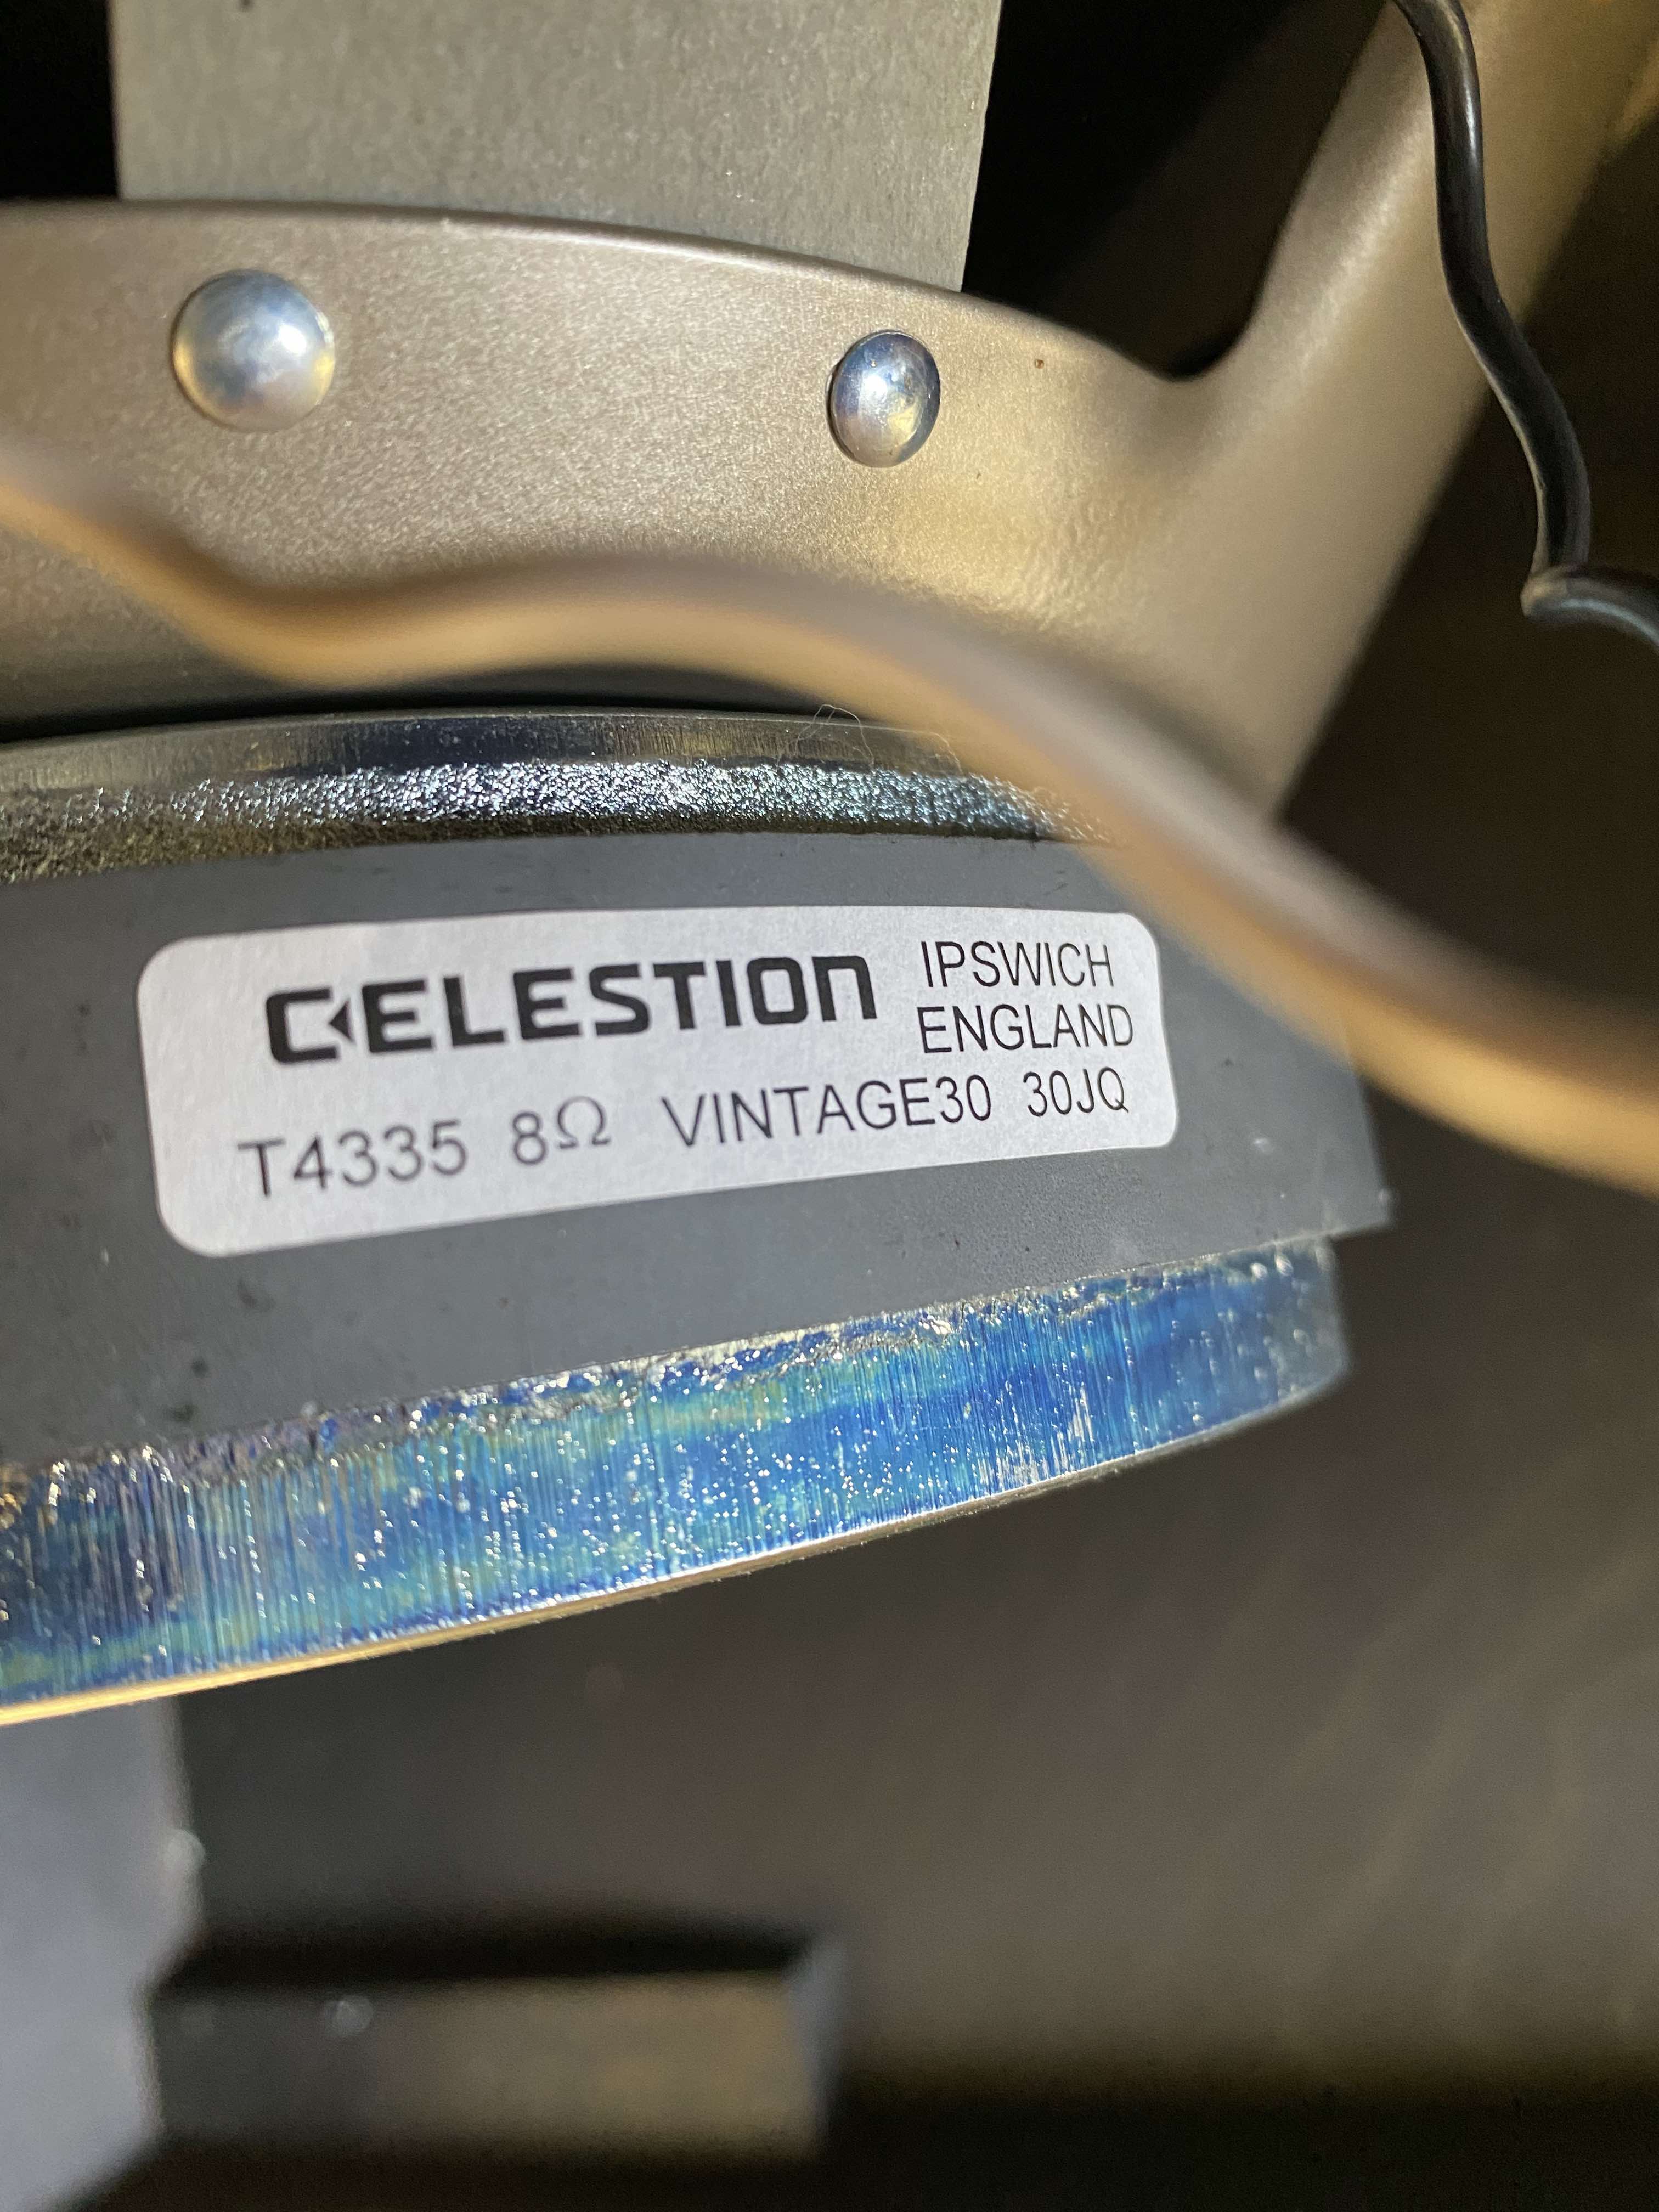 CELESTION IPSWICH
ENGLAND
T4335 8Ω VINTAGE30 30JQ